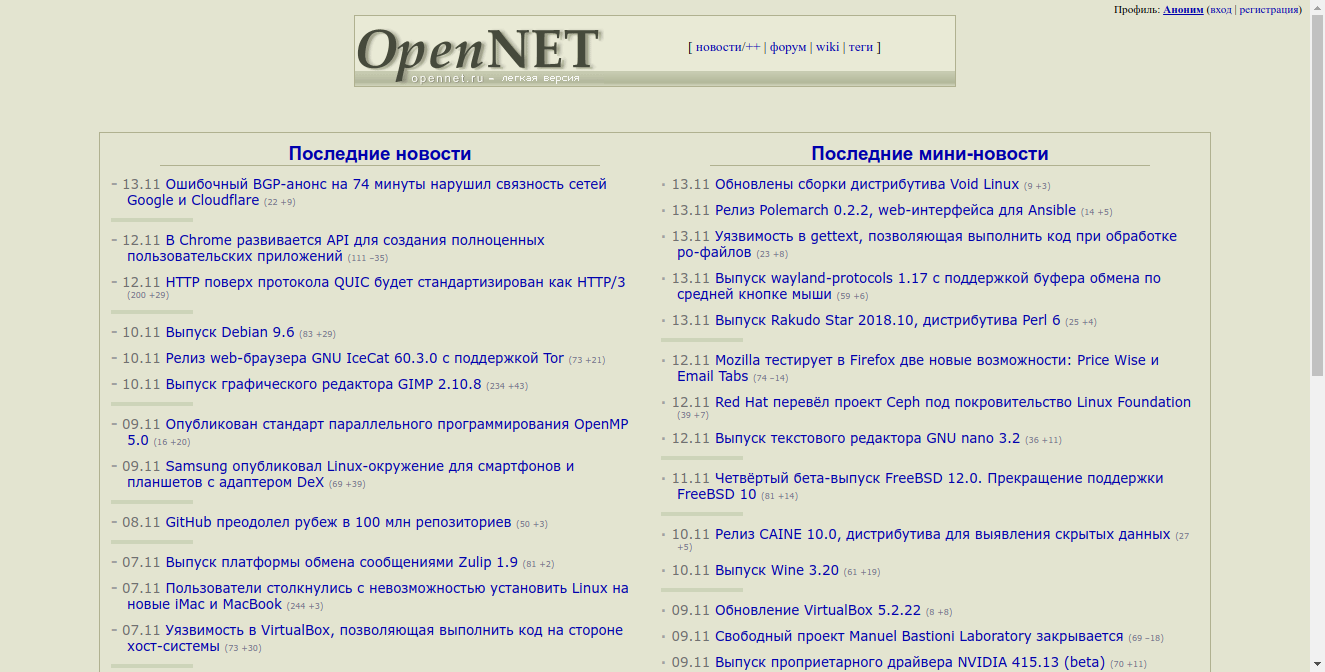 Профиль: Аноним (вход | регистрация)
OpenNET
opennet.ru – легкая версия
[ новости/++ | форум | wiki | теги ]
Последние новости
- 13.11 Ошибочный BGP-анонс на 74 минуты нарушил связность сетей
Google и Cloudflare (22 +9)
- 12.11 В Chrome развивается API для создания полноценных
пользовательских приложений (111 –35)
- 12.11 HTTP поверх протокола QUIC будет стандартизирован как HTTP/3
(200 +29)
- 10.11 Выпуск Debian 9.6 (83 +29)
- 10.11 Релиз web-браузера GNU IceCat 60.3.0 с поддержкой Tor (73 +21)
- 10.11 Выпуск графического редактора GIMP 2.10.8 (234 +43)
- 09.11 Опубликован стандарт параллельного программирования OpenMP
5.0 (16 +20)
- 09.11 Samsung опубликовал Linux-окружение для смартфонов и
планшетов с адаптером DeX (69 +39)
- 08.11 GitHub преодолел рубеж в 100 млн репозиториев (50 +3)
- 07.11 Выпуск платформы обмена сообщениями Zulip 1.9 (81 +2)
- 07.11 Пользователи столкнулись с невозможностью установить Linux на
новые iMac и MacBook (244 +3)
- 07.11 Уязвимость в VirtualBox, позволяющая выполнить код на стороне
хост-системы (73 +30)
Последние мини-новости
· 13.11 Обновлены сборки дистрибутива Void Linux (9 +3)
· 13.11 Релиз Polemarch 0.2.2, web-интерфейса для Ansible (14 +5)
· 13.11 Уязвимость в gettext, позволяющая выполнить код при обработке
po-файлов (23 +8)
· 13.11 Выпуск wayland-protocols 1.17 с поддержкой буфера обмена по
средней кнопке мыши (59 +6)
· 13.11 Выпуск Rakudo Star 2018.10, дистрибутива Perl 6 (25 +4)
· 12.11 Mozilla тестирует в Firefox две новые возможности: Price Wise и
Email Tabs (74 –14)
· 12.11 Red Hat перевёл проект Ceph под покровительство Linux Foundation
(39 +7)
· 12.11 Выпуск текстового редактора GNU nano 3.2 (36 +11)
· 11.11 Четвёртый бета-выпуск FreeBSD 12.0. Прекращение поддержки
FreeBSD 10 (81 +14)
· 10.11 Релиз CAINE 10.0, дистрибутива для выявления скрытых данных (27
+5)
· 10.11 Выпуск Wine 3.20 (61 +19)
· 09.11 Обновление VirtualBox 5.2.22 (8 +8)
· 09.11 Свободный проект Manuel Bastioni Laboratory закрывается (69 –18)
· 09.11 Выпуск проприетарного драйвера NVIDIA 415.13 (beta) (70 +11)